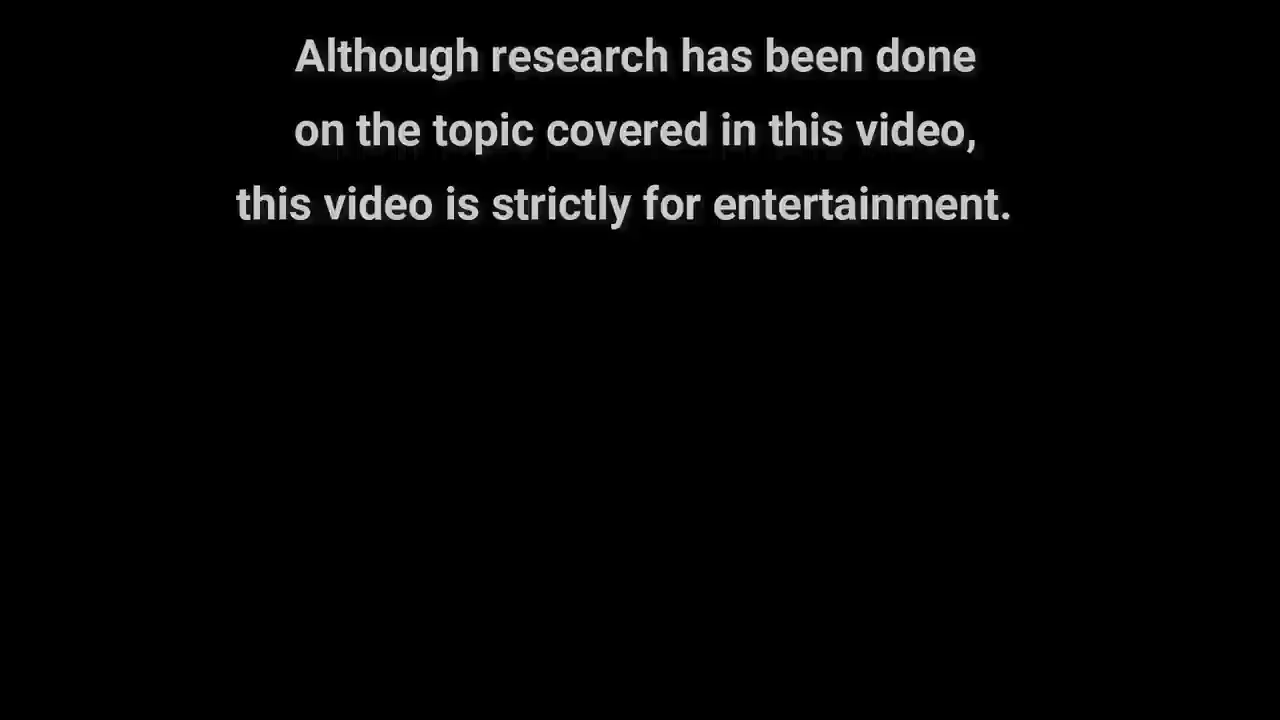 Although research has been done
on the topic covered in this video,
this video is strictly for entertainment.